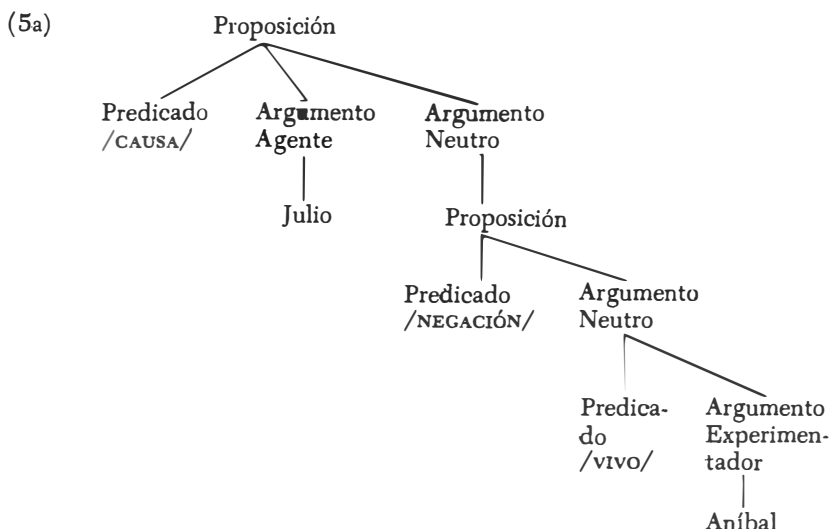 (5a)
Proposición
Predicado Argumento Argumento
/CAUSA/ Agente Neutro
Julio
Proposición
Predicado Argumento
/NEGACIÓN/ Neutro
Predica- Argumento
do Experimen-
/VIVO/ tador
Aníbal